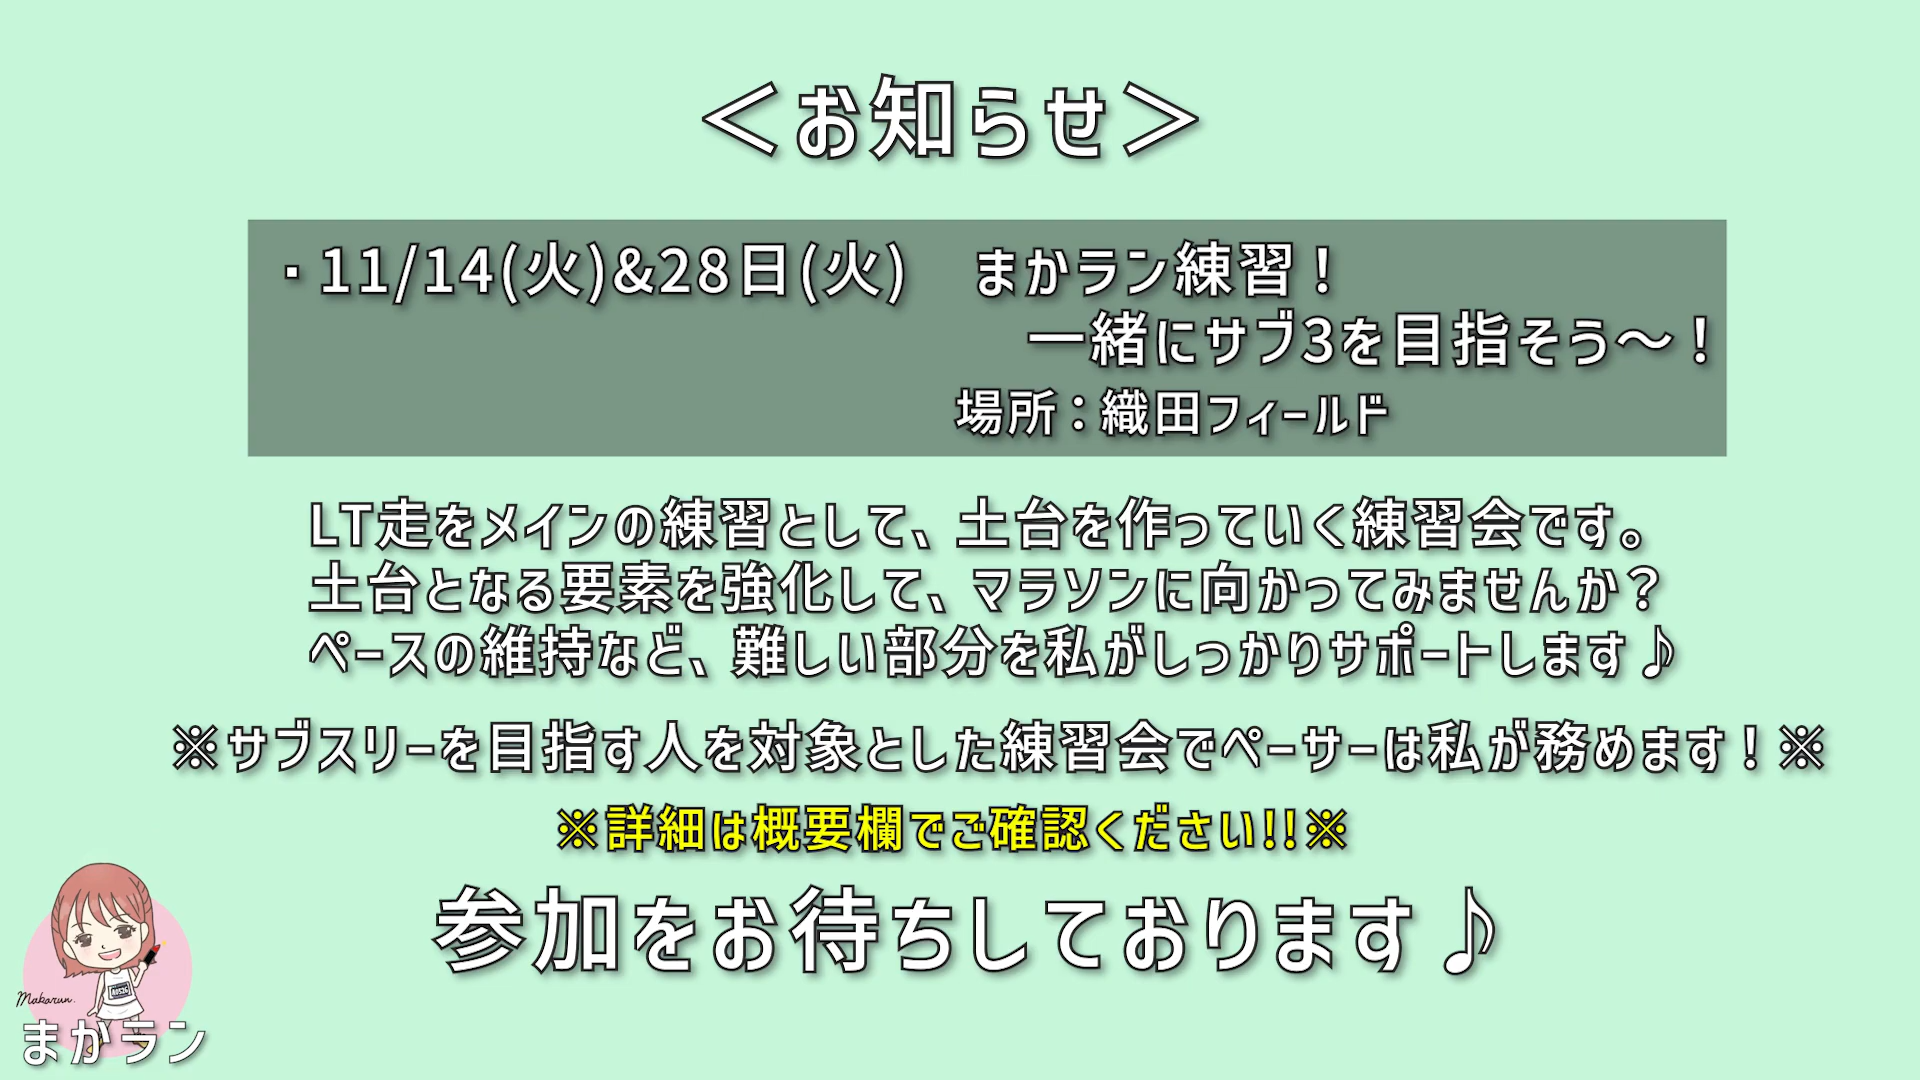 ＜お知らせ＞
・11/14(火)&28日(火)　まかラン練習！
一緒にサブ3を目指そう～！
場所：織田フィールド
LT走をメインの練習として、土台を作っていく練習会です。
土台となる要素を強化して、マラソンに向かってみませんか？
ペースの維持など、難しい部分を私がしっかりサポートします♪
※サブスリーを目指す人を対象とした練習会でペーサーは私が務めます！※
※詳細は概要欄でご確認ください!!※
参加をお待ちしております♪
Makarun.
まかラン